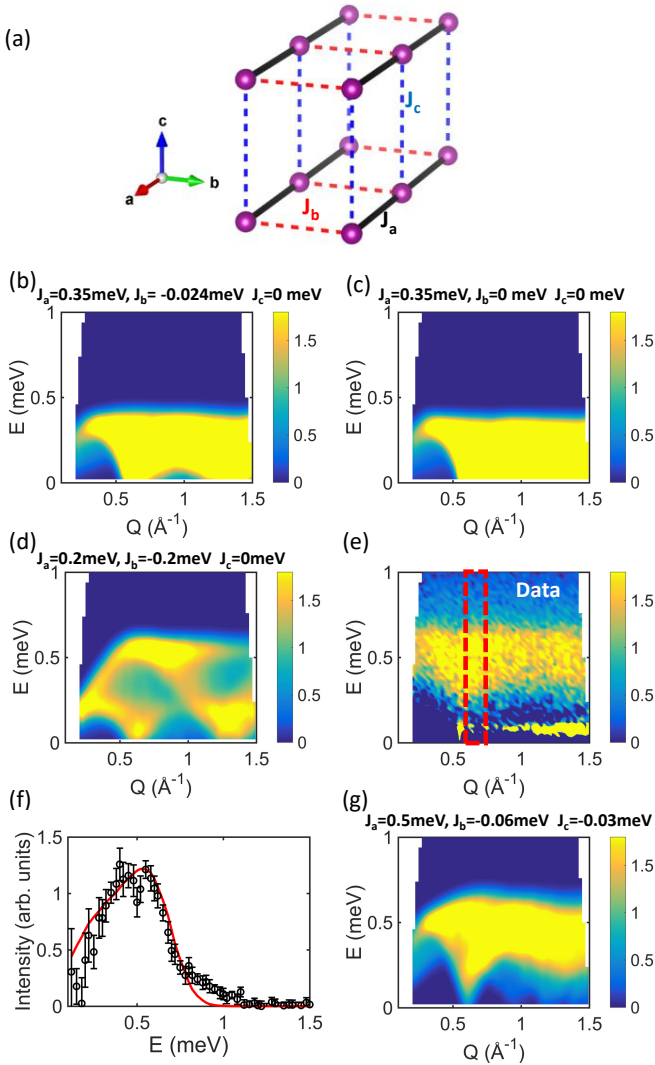 (a)
c
a
b
J_c
J_b
J_a
(b)
J_a=0.35meV, J_b= -0.024meV J_c=0 meV
1
0.5
0
E (meV)
0.5 1 1.5
Q (Å⁻¹)
1.5
1
0.5
0
(c)
J_a=0.35meV, J_b=0 meV J_c=0 meV
1
0.5
0
E (meV)
0.5 1 1.5
Q (Å⁻¹)
1.5
1
0.5
0
(d)
J_a=0.2meV, J_b=-0.2meV J_c=0meV
1
0.5
0
E (meV)
0.5 1 1.5
Q (Å⁻¹)
1.5
1
0.5
0
(e)
Data
1
0.5
0
E (meV)
0.5 1 1.5
Q (Å⁻¹)
1.5
1
0.5
0
(f)
1.5
1
0.5
0
Intensity (arb. units)
0.5 1 1.5
E (meV)
(g)
J_a=0.5meV, J_b=-0.06meV J_c=-0.03meV
1
0.5
0
E (meV)
0.5 1 1.5
Q (Å⁻¹)
1.5
1
0.5
0